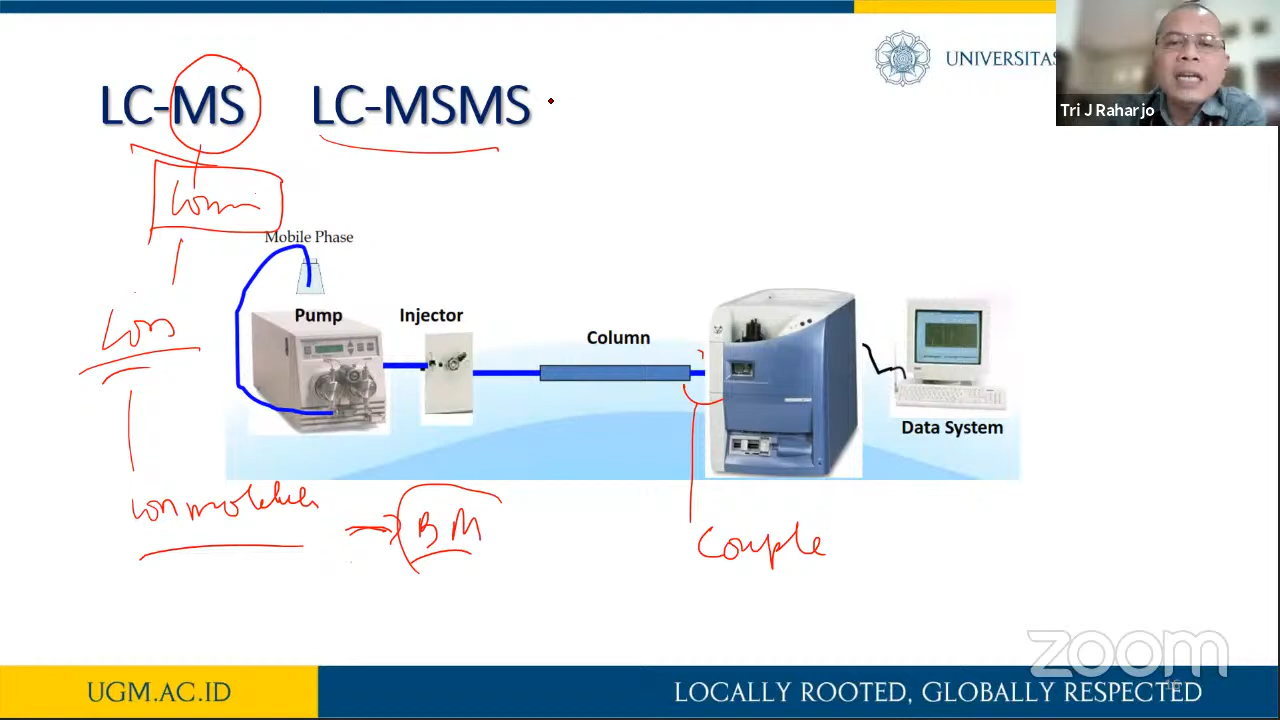 LC-MS LC-MSMS
UNIVERSITAS
Tri J Raharjo
Mobile Phase
Pump
Injector
Column
Data System
ion molekul
BM
Couple
zoom
UGM.AC.ID
LOCALLY ROOTED, GLOBALLY RESPECTED
16